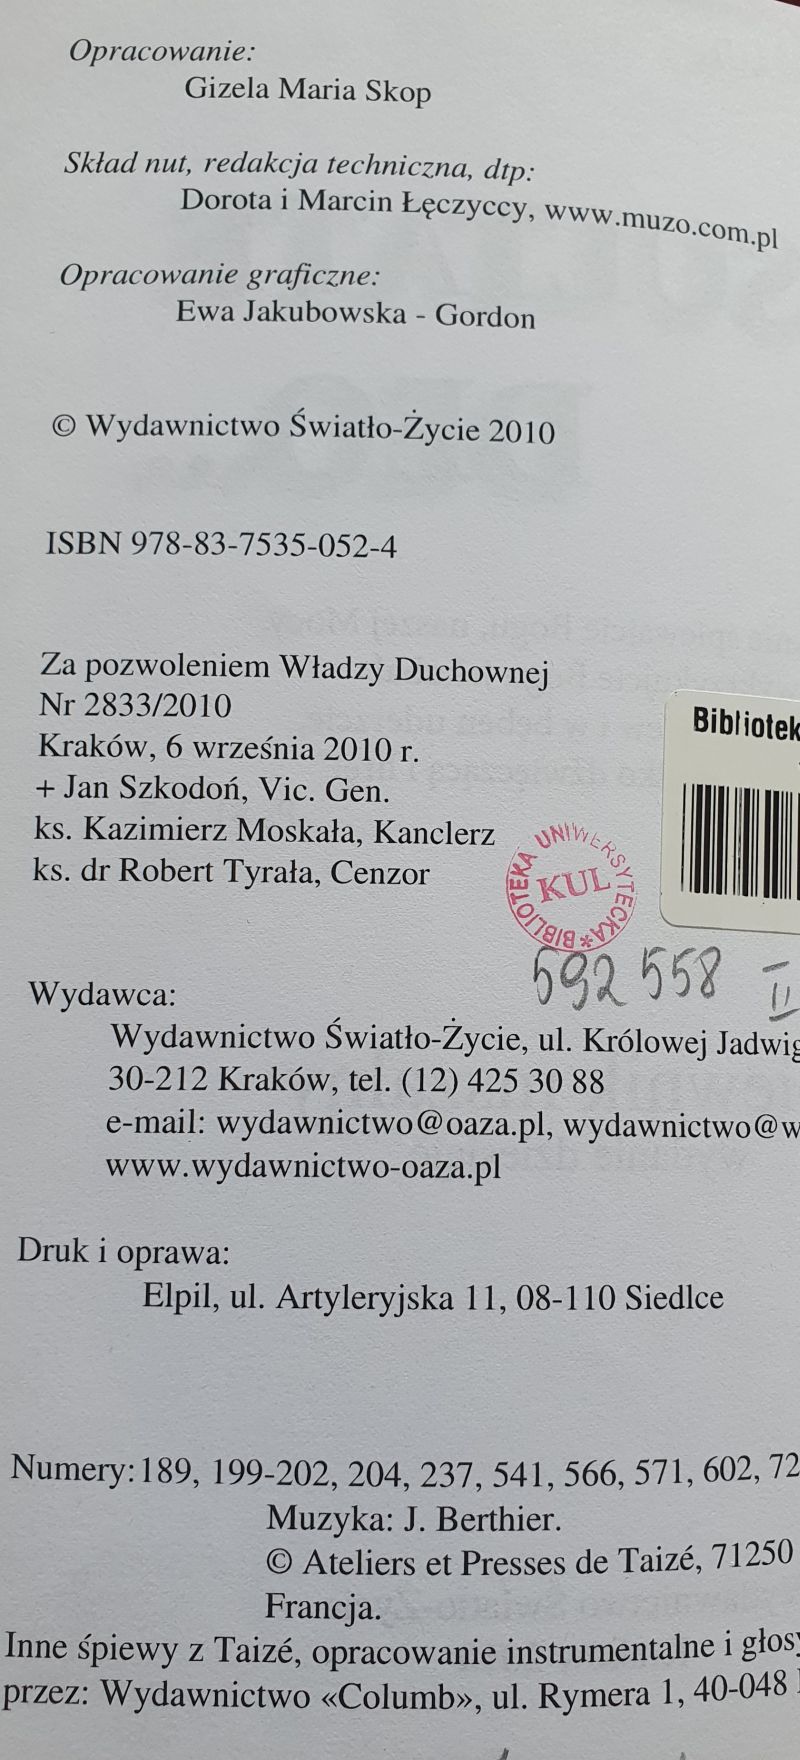 Opracowanie:
Gizela Maria Skop
Skład nut, redakcja techniczna, dtp:
Dorota i Marcin Łęczyccy, www.muzo.com.pl
Opracowanie graficzne:
Ewa Jakubowska - Gordon
© Wydawnictwo Światło-Życie 2010
ISBN 978-83-7535-052-4
Za pozwoleniem Władzy Duchownej
Nr 2833/2010
Kraków, 6 września 2010 r.
+ Jan Szkodoń, Vic. Gen.
ks. Kazimierz Moskała, Kanclerz
ks. dr Robert Tyrała, Cenzor
Bibliotek
BIBLIOTEKA UNIWERSYTECKA * KUL
592 558 II
Wydawca:
Wydawnictwo Światło-Życie, ul. Królowej Jadwig
30-212 Kraków, tel. (12) 425 30 88
e-mail: wydawnictwo@oaza.pl, wydawnictwo@w
www.wydawnictwo-oaza.pl
Druk i oprawa:
Elpil, ul. Artyleryjska 11, 08-110 Siedlce
Numery: 189, 199-202, 204, 237, 541, 566, 571, 602, 72
Muzyka: J. Berthier.
© Ateliers et Presses de Taizé, 71250
Francja.
Inne śpiewy z Taizé, opracowanie instrumentalne i głosy
przez: Wydawnictwo «Columb», ul. Rymera 1, 40-048